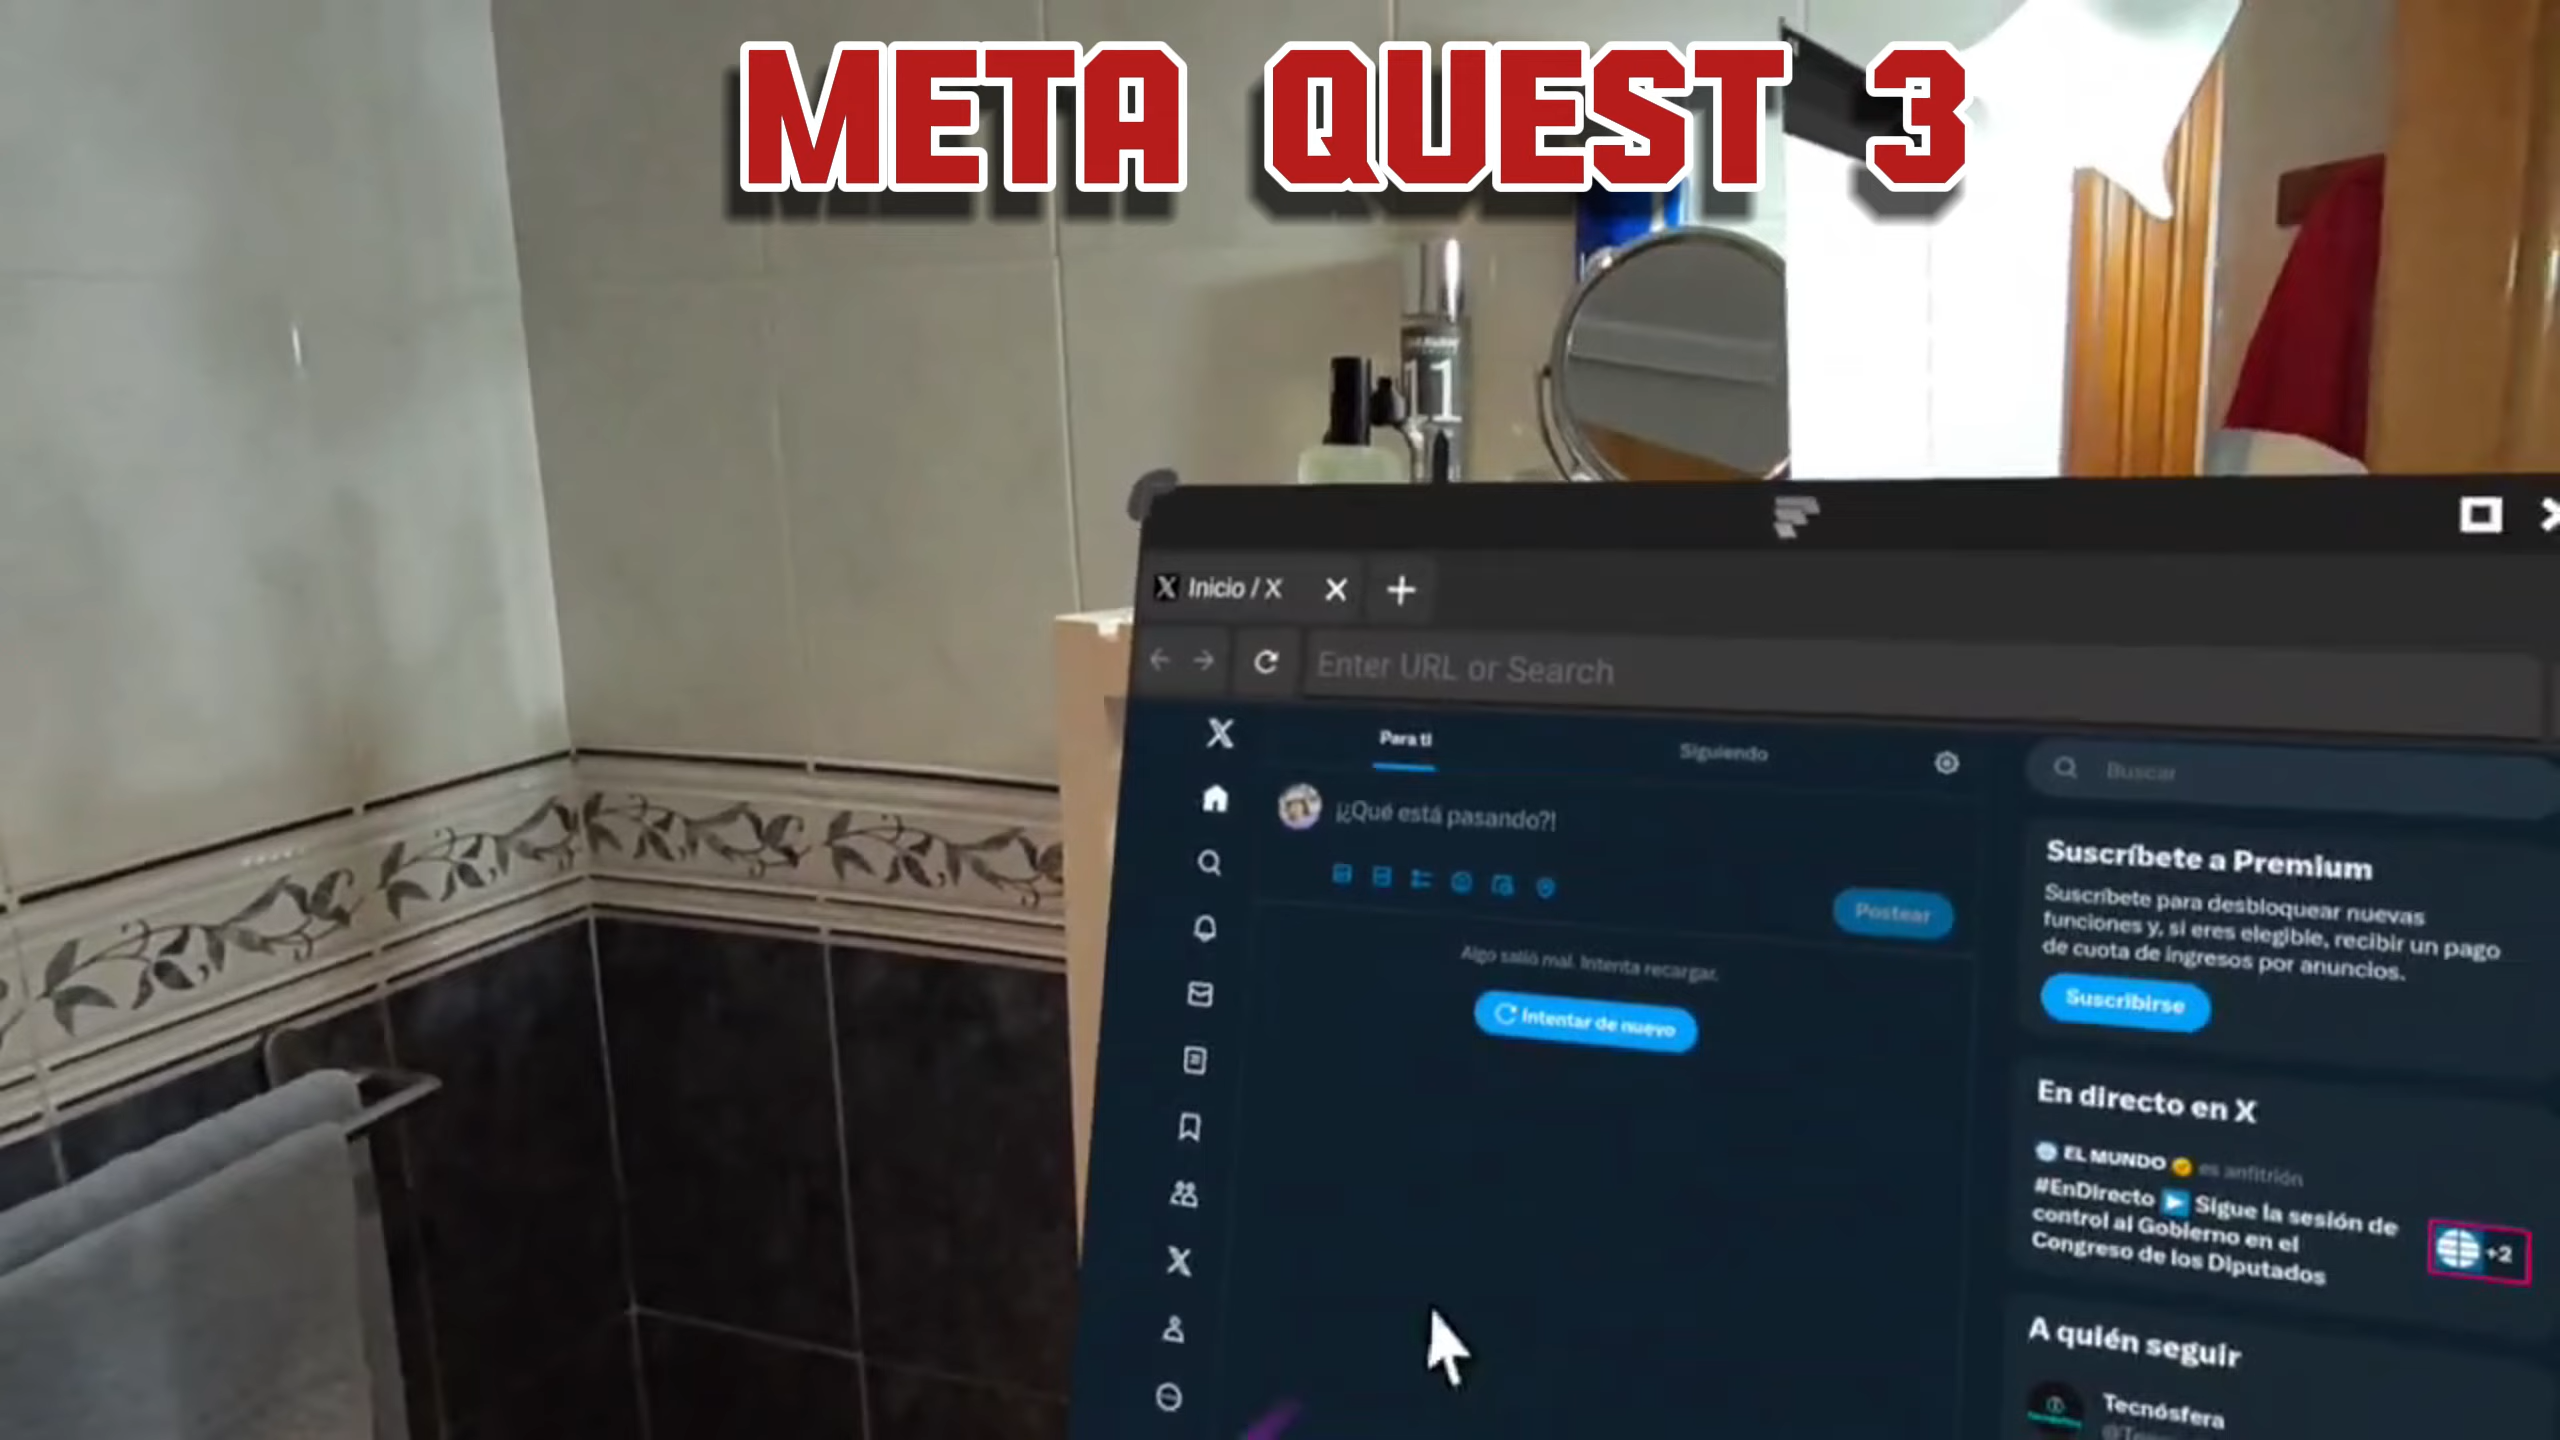 META QUEST 3
11
Inicio / X
Enter URL or Search
Para ti
Siguiendo
Buscar
¡¿Qué está pasando?!
Postear
Algo salió mal. Intenta recargar.
Intentar de nuevo
Suscríbete a Premium
Suscríbete para desbloquear nuevas
funciones y, si eres elegible, recibir un pago
de cuota de ingresos por anuncios.
Suscribirse
En directo en X
EL MUNDO es anfitrión
#EnDirecto ▶️ Sigue la sesión de
control al Gobierno en el
Congreso de los Diputados
+2
A quién seguir
Tecnósfera